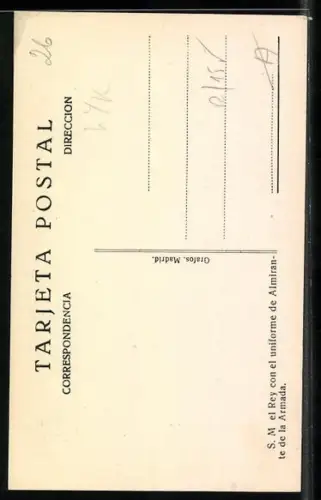 26
TARJETA POSTAL
CORRESPONDENCIA
DIRECCION
Grafos. Madrid.
S. M el Rey con el uniforme de Almiran-
te de la Armada.